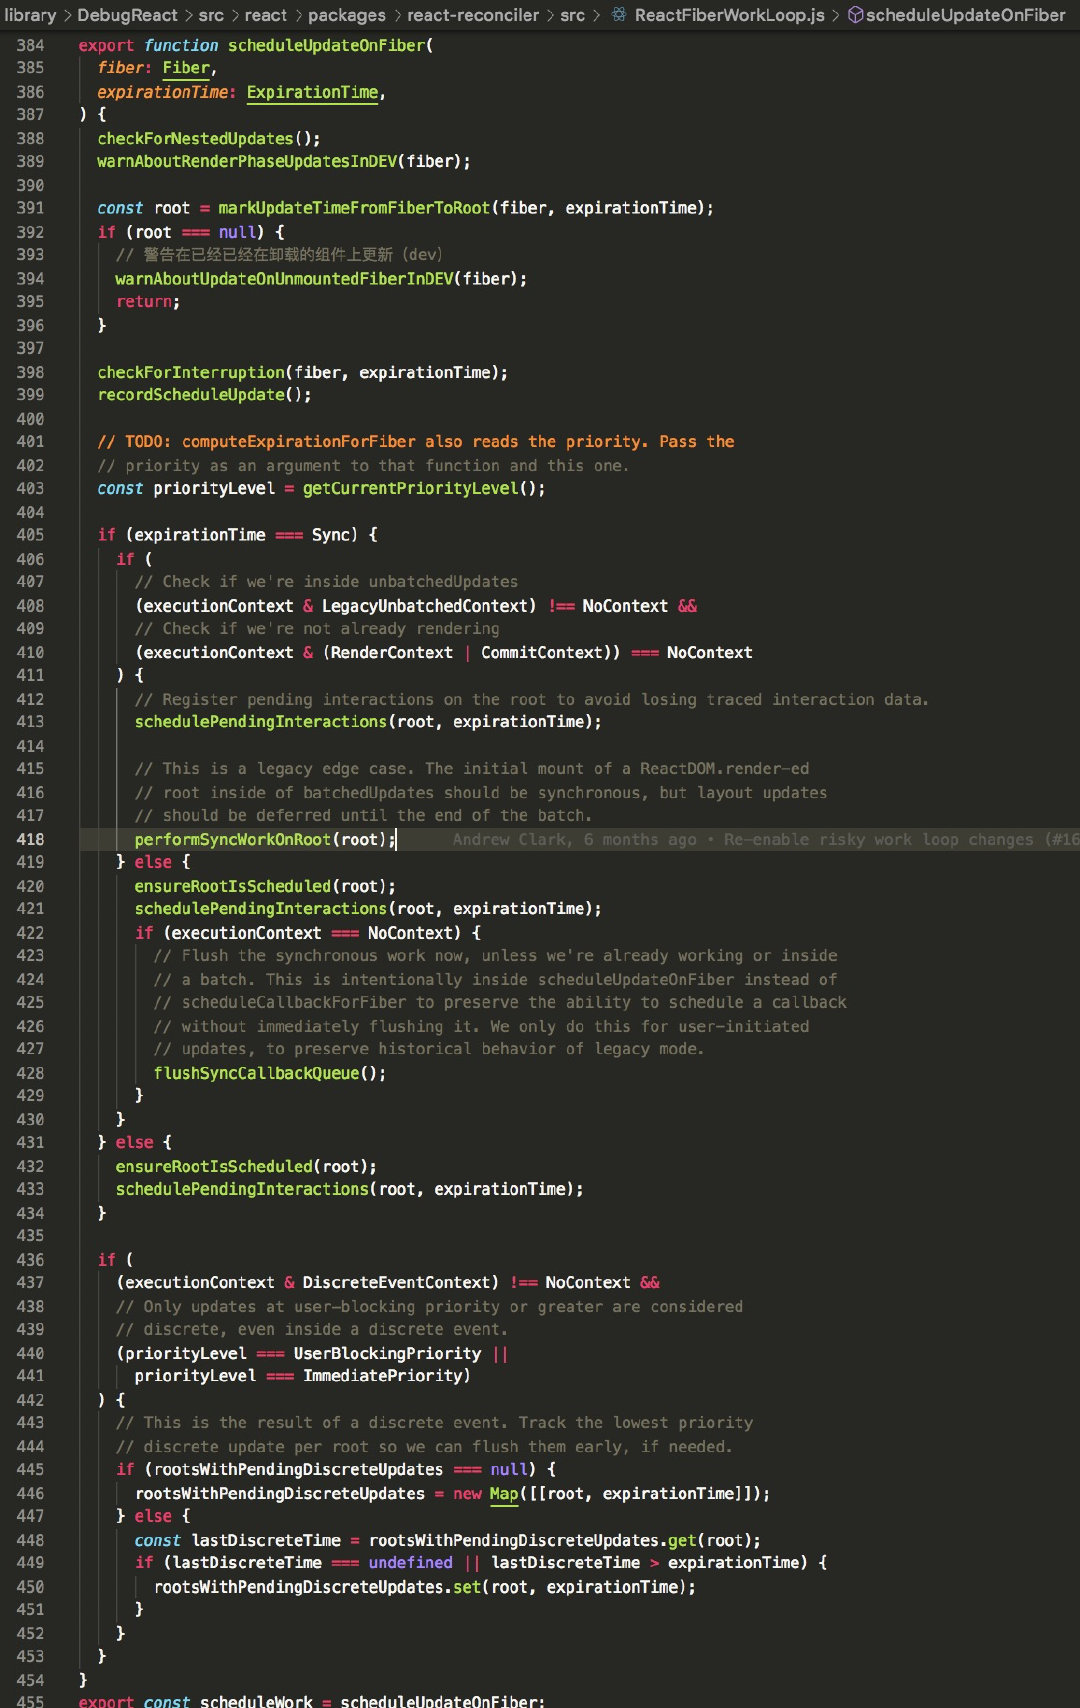 library > DebugReact > src > react > packages > react-reconciler > src > ReactFiberWorkLoop.js > scheduleUpdateOnFiber
384 export function scheduleUpdateOnFiber(
385 fiber: Fiber,
386 expirationTime: ExpirationTime,
387 ) {
388 checkForNestedUpdates();
389 warnAboutRenderPhaseUpdatesInDEV(fiber);
390
391 const root = markUpdateTimeFromFiberToRoot(fiber, expirationTime);
392 if (root === null) {
393 // 警告在已经已经在卸载的组件上更新 (dev)
394 warnAboutUpdateOnUnmountedFiberInDEV(fiber);
395 return;
396 }
397
398 checkForInterruption(fiber, expirationTime);
399 recordScheduleUpdate();
400
401 // TODO: computeExpirationForFiber also reads the priority. Pass the
402 // priority as an argument to that function and this one.
403 const priorityLevel = getCurrentPriorityLevel();
404
405 if (expirationTime === Sync) {
406 if (
407 // Check if we're inside unbatchedUpdates
408 (executionContext & LegacyUnbatchedContext) !== NoContext &&
409 // Check if we're not already rendering
410 (executionContext & (RenderContext | CommitContext)) === NoContext
411 ) {
412 // Register pending interactions on the root to avoid losing traced interaction data.
413 schedulePendingInteractions(root, expirationTime);
414
415 // This is a legacy edge case. The initial mount of a ReactDOM.render-ed
416 // root inside of batchedUpdates should be synchronous, but layout updates
417 // should be deferred until the end of the batch.
418 performSyncWorkOnRoot(root); Andrew Clark, 6 months ago • Re-enable risky work loop changes (#16
419 } else {
420 ensureRootIsScheduled(root);
421 schedulePendingInteractions(root, expirationTime);
422 if (executionContext === NoContext) {
423 // Flush the synchronous work now, unless we're already working or inside
424 // a batch. This is intentionally inside scheduleUpdateOnFiber instead of
425 // scheduleCallbackForFiber to preserve the ability to schedule a callback
426 // without immediately flushing it. We only do this for user-initiated
427 // updates, to preserve historical behavior of legacy mode.
428 flushSyncCallbackQueue();
429 }
430 }
431 } else {
432 ensureRootIsScheduled(root);
433 schedulePendingInteractions(root, expirationTime);
434 }
435
436 if (
437 (executionContext & DiscreteEventContext) !== NoContext &&
438 // Only updates at user-blocking priority or greater are considered
439 // discrete, even inside a discrete event.
440 (priorityLevel === UserBlockingPriority ||
441 priorityLevel === ImmediatePriority)
442 ) {
443 // This is the result of a discrete event. Track the lowest priority
444 // discrete update per root so we can flush them early, if needed.
445 if (rootsWithPendingDiscreteUpdates === null) {
446 rootsWithPendingDiscreteUpdates = new Map([[root, expirationTime]]);
447 } else {
448 const lastDiscreteTime = rootsWithPendingDiscreteUpdates.get(root);
449 if (lastDiscreteTime === undefined || lastDiscreteTime > expirationTime) {
450 rootsWithPendingDiscreteUpdates.set(root, expirationTime);
451 }
452 }
453 }
454 }
455 export const scheduleWork = scheduleUpdateOnFiber;